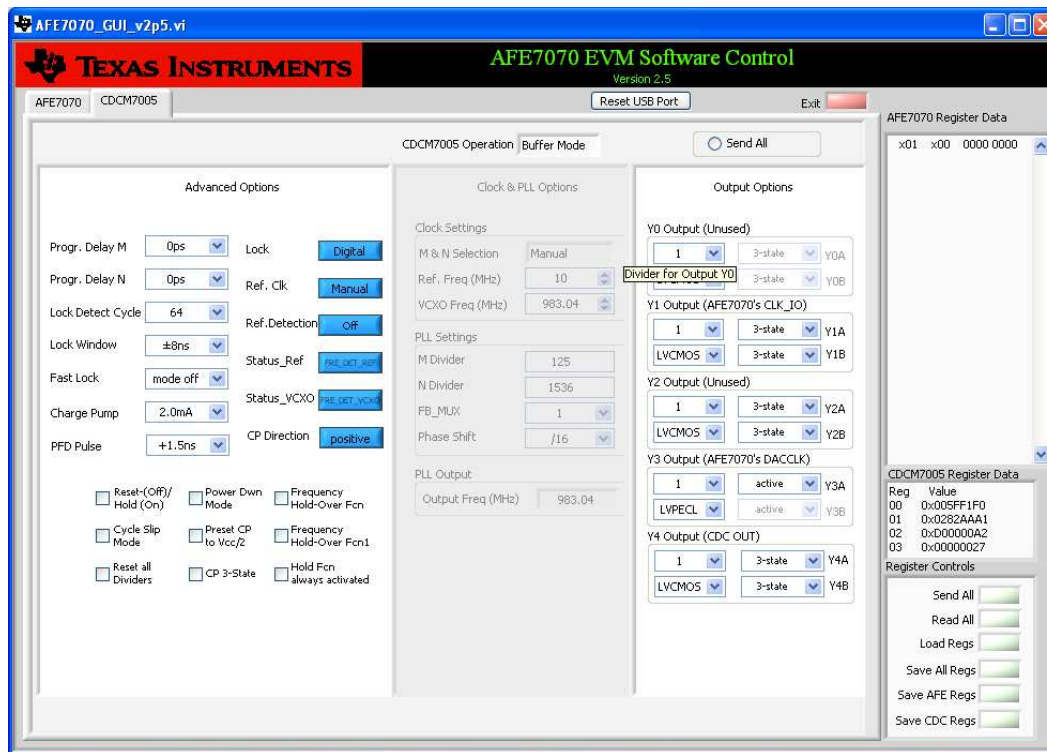 AFE7070_GUI_v2p5.vi
TEXAS INSTRUMENTS
AFE7070 EVM Software Control
Version 2.5
AFE7070
CDCM7005
Reset USB Port
Exit
CDCM7005 Operation
Buffer Mode
Send All
Advanced Options
Progr. Delay M
0ps
Progr. Delay N
0ps
Lock Detect Cycle
64
Lock Window
±8ns
Fast Lock
mode off
Charge Pump
2.0mA
PFD Pulse
+1.5ns
Lock
Digital
Ref. Clk
Manual
Ref.Detection
Off
Status_Ref
PRE_DET_REF
Status_VCXO
PRE_DET_VCXO
CP Direction
positive
Reset-(Off)/
Hold (On)
Power Dwn
Mode
Frequency
Hold-Over Fcn
Cycle Slip
Mode
Preset CP
to Vcc/2
Frequency
Hold-Over Fcn1
Reset all
Dividers
CP 3-State
Hold Fcn
always activated
Clock & PLL Options
Clock Settings
M & N Selection
Manual
Ref. Freq (MHz)
10
VCXO Freq (MHz)
983.04
PLL Settings
M Divider
125
N Divider
1536
FB_MUX
1
Phase Shift
/16
PLL Output
Output Freq (MHz)
983.04
Output Options
Y0 Output (Unused)
1
3-state
Y0A
Divider for Output Y0
3-state
Y0B
Y1 Output (AFE7070's CLK_IO)
1
3-state
Y1A
LVCMOS
3-state
Y1B
Y2 Output (Unused)
1
3-state
Y2A
LVCMOS
3-state
Y2B
Y3 Output (AFE7070's DACCLK)
1
active
Y3A
LVPECL
active
Y3B
Y4 Output (CDC OUT)
1
3-state
Y4A
LVCMOS
3-state
Y4B
AFE7070 Register Data
x01 x00 0000 0000
CDCM7005 Register Data
Reg Value
00 0x005FF1F0
01 0x0282AAA1
02 0xD00000A2
03 0x00000027
Register Controls
Send All
Read All
Load Regs
Save All Regs
Save AFE Regs
Save CDC Regs